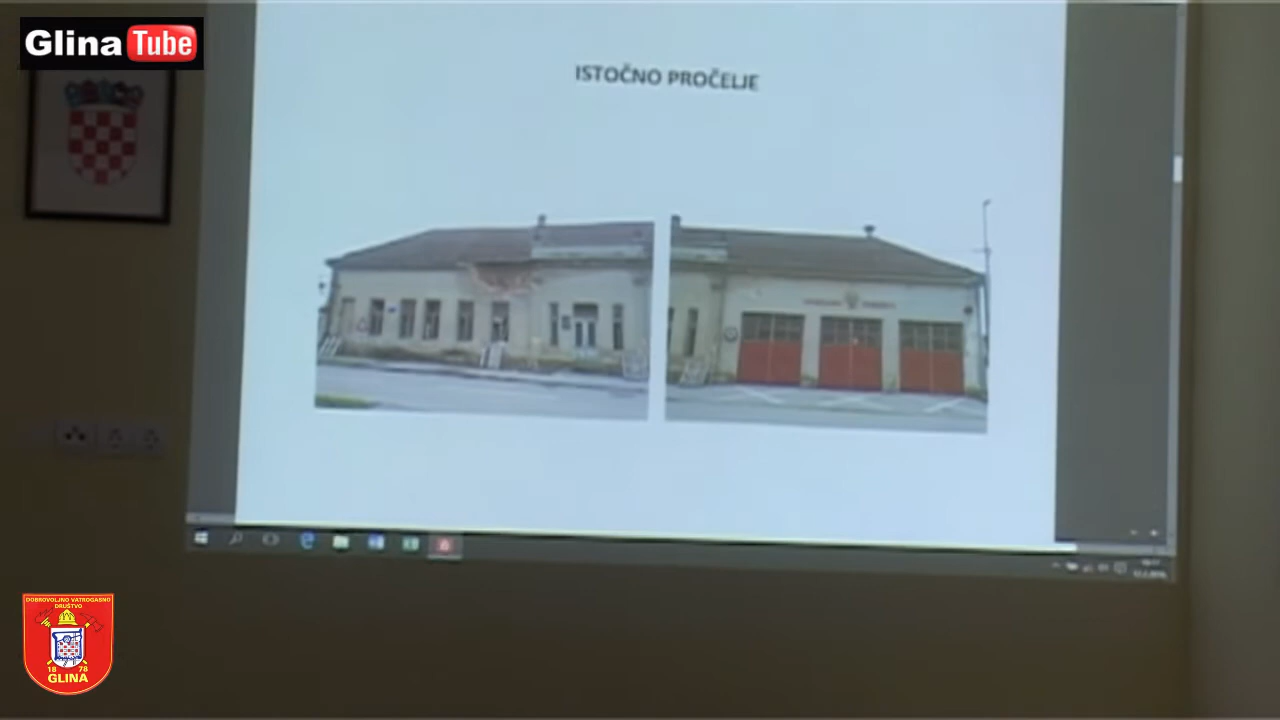 Glina Tube
ISTOČNO PROČELJE
DOBROVOLJNO VATROGASNO
DRUŠTVO
18 78
GLINA